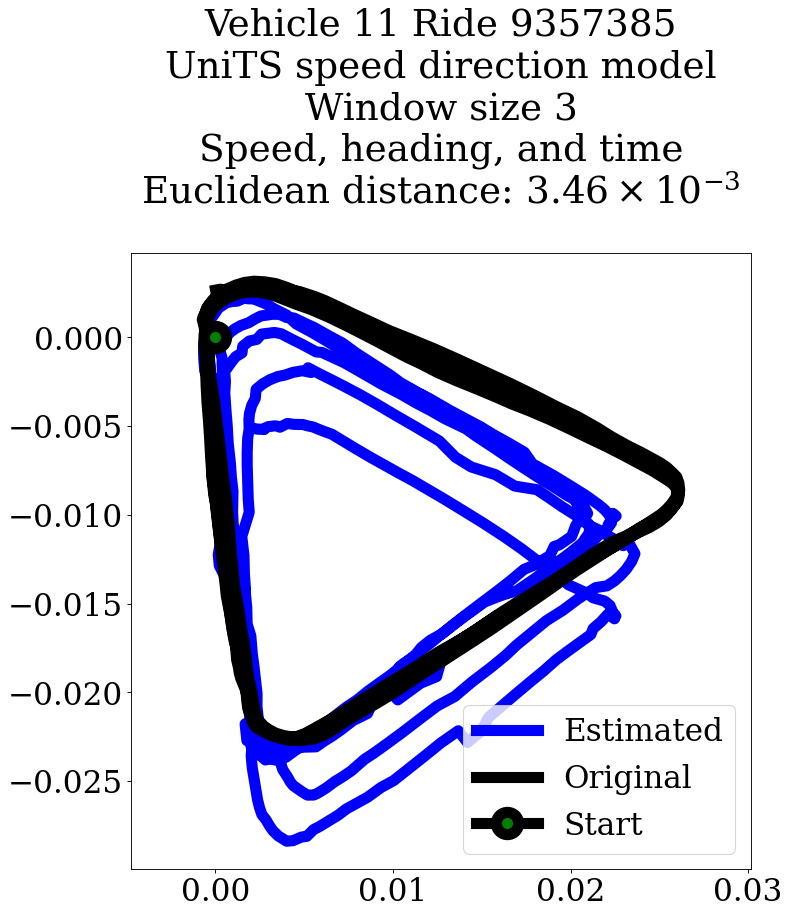 Vehicle 11 Ride 9357385
UniTS speed direction model
Window size 3
Speed, heading, and time
Euclidean distance: 3.46 × 10⁻³
0.000
−0.005
−0.010
−0.015
−0.020
−0.025
Estimated
Original
Start
0.00
0.01
0.02
0.03